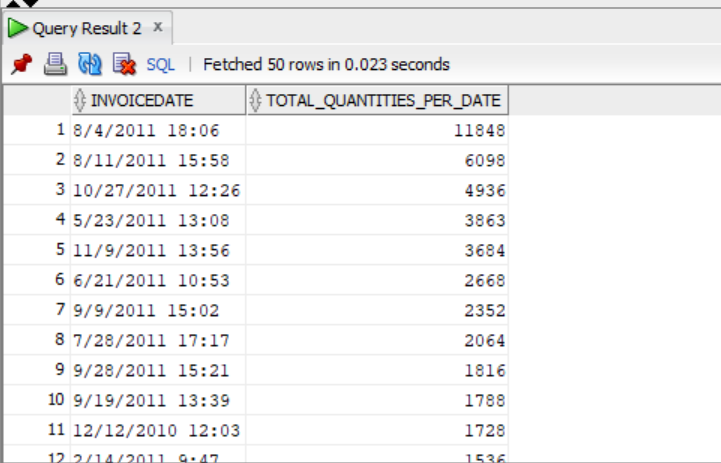 Query Result 2 x
SQL | Fetched 50 rows in 0.023 seconds
INVOICEDATE TOTAL_QUANTITIES_PER_DATE
1 8/4/2011 18:06 11848
2 8/11/2011 15:58 6098
3 10/27/2011 12:26 4936
4 5/23/2011 13:08 3863
5 11/9/2011 13:56 3684
6 6/21/2011 10:53 2668
7 9/9/2011 15:02 2352
8 7/28/2011 17:17 2064
9 9/28/2011 15:21 1816
10 9/19/2011 13:39 1788
11 12/12/2010 12:03 1728
12 2/14/2011 9:47 1536